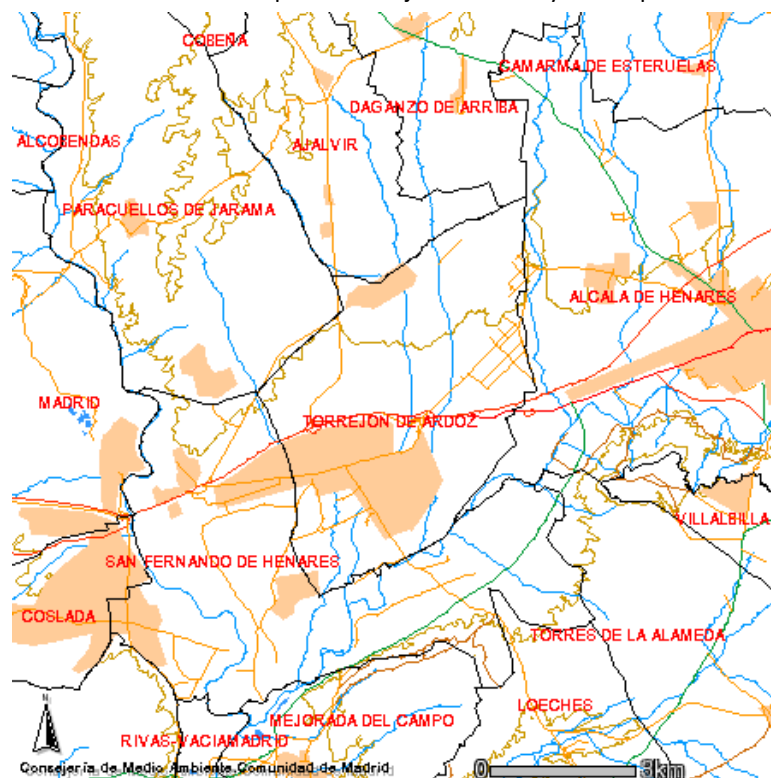 COBEÑA
CAMARMA DE ESTERUELAS
DAGANZO DE ARRIBA
ALCOBENDAS
AJALVIR
PARACUELLOS DE JARAMA
ALCALA DE HENARES
MADRID
TORREJON DE ARDOZ
VILLALBILLA
SAN FERNANDO DE HENARES
COSLADA
TORRES DE LA ALAMEDA
LOECHES
MEJORADA DEL CAMPO
RIVAS-VACIAMADRID
N
Consejería de Medio Ambiente.Comunidad de Madrid
0 3km